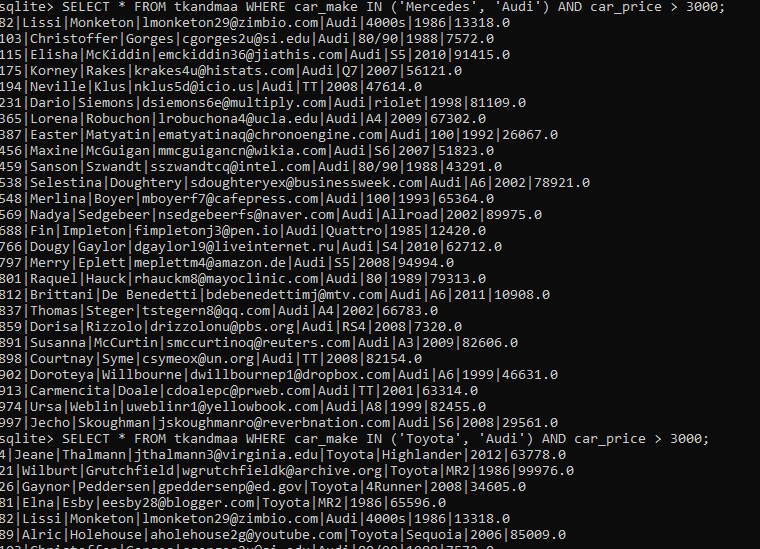 sqlite> SELECT * FROM tkandmaa WHERE car_make IN ('Mercedes', 'Audi') AND car_price > 3000;
82|Lissi|Monketon|lmonketon29@zimbio.com|Audi|4000s|1986|13318.0
103|Christoffer|Gorges|cgorges2u@si.edu|Audi|80/90|1988|7572.0
115|Elisha|McKiddin|emckiddin36@jiathis.com|Audi|S5|2010|91415.0
175|Korney|Rakes|krakes4u@histats.com|Audi|Q7|2007|56121.0
194|Neville|Klus|nklus5d@icio.us|Audi|TT|2008|47614.0
231|Dario|Siemons|dsiemons6e@multiply.com|Audi|riolet|1998|81109.0
365|Lorena|Robuchon|lrobuchona4@ucla.edu|Audi|A4|2009|67302.0
387|Easter|Matyatin|ematyatinaq@chronoengine.com|Audi|100|1992|26067.0
456|Maxine|McGuigan|mmcguigancn@wikia.com|Audi|S6|2007|51823.0
459|Sanson|Szwandt|sszwandtcq@intel.com|Audi|80/90|1988|43291.0
538|Selestina|Doughtery|sdoughteryex@businessweek.com|Audi|A6|2002|78921.0
548|Merlina|Boyer|mboyerf7@cafepress.com|Audi|100|1993|65364.0
569|Nadya|Sedgebeer|nsedgebeerfs@naver.com|Audi|Allroad|2002|89975.0
688|Fin|Impleton|fimpletonj3@pen.io|Audi|Quattro|1985|12420.0
766|Dougy|Gaylor|dgaylorl9@liveinternet.ru|Audi|S4|2010|62712.0
797|Merry|Eplett|meplettm4@amazon.de|Audi|S5|2008|94994.0
801|Raquel|Hauck|rhauckm8@mayoclinic.com|Audi|80|1989|79313.0
812|Brittani|De Benedetti|bdebenedettimj@mtv.com|Audi|A6|2011|10908.0
837|Thomas|Steger|tstegern8@qq.com|Audi|A4|2002|66783.0
859|Dorisa|Rizzolo|drizzolonu@pbs.org|Audi|RS4|2008|7320.0
891|Susanna|McCurtin|smccurtinoq@reuters.com|Audi|A3|2009|82606.0
898|Courtnay|Syme|csymeox@un.org|Audi|TT|2008|82154.0
902|Doroteya|Willbourne|dwillbournep1@dropbox.com|Audi|A6|1999|46631.0
913|Carmencita|Doale|cdoalepc@prweb.com|Audi|TT|2001|63314.0
974|Ursa|Weblin|uweblinr1@yellowbook.com|Audi|A8|1999|82455.0
997|Jecho|Skoughman|jskoughmanro@reverbnation.com|Audi|S6|2008|29561.0
sqlite> SELECT * FROM tkandmaa WHERE car_make IN ('Toyota', 'Audi') AND car_price > 3000;
4|Jeane|Thalmann|jthalmann3@virginia.edu|Toyota|Highlander|2012|63778.0
21|Wilburt|Grutchfield|wgrutchfieldk@archive.org|Toyota|MR2|1986|99976.0
26|Gaynor|Peddersen|gpeddersenp@ed.gov|Toyota|4Runner|2008|34605.0
81|Elna|Esby|eesby28@blogger.com|Toyota|MR2|1986|65596.0
82|Lissi|Monketon|lmonketon29@zimbio.com|Audi|4000s|1986|13318.0
89|Alric|Holehouse|aholehouse2g@youtube.com|Toyota|Sequoia|2006|85009.0
103|Christoffer|Gorges|cgorges2u@si.edu|Audi|80/90|1988|7572.0